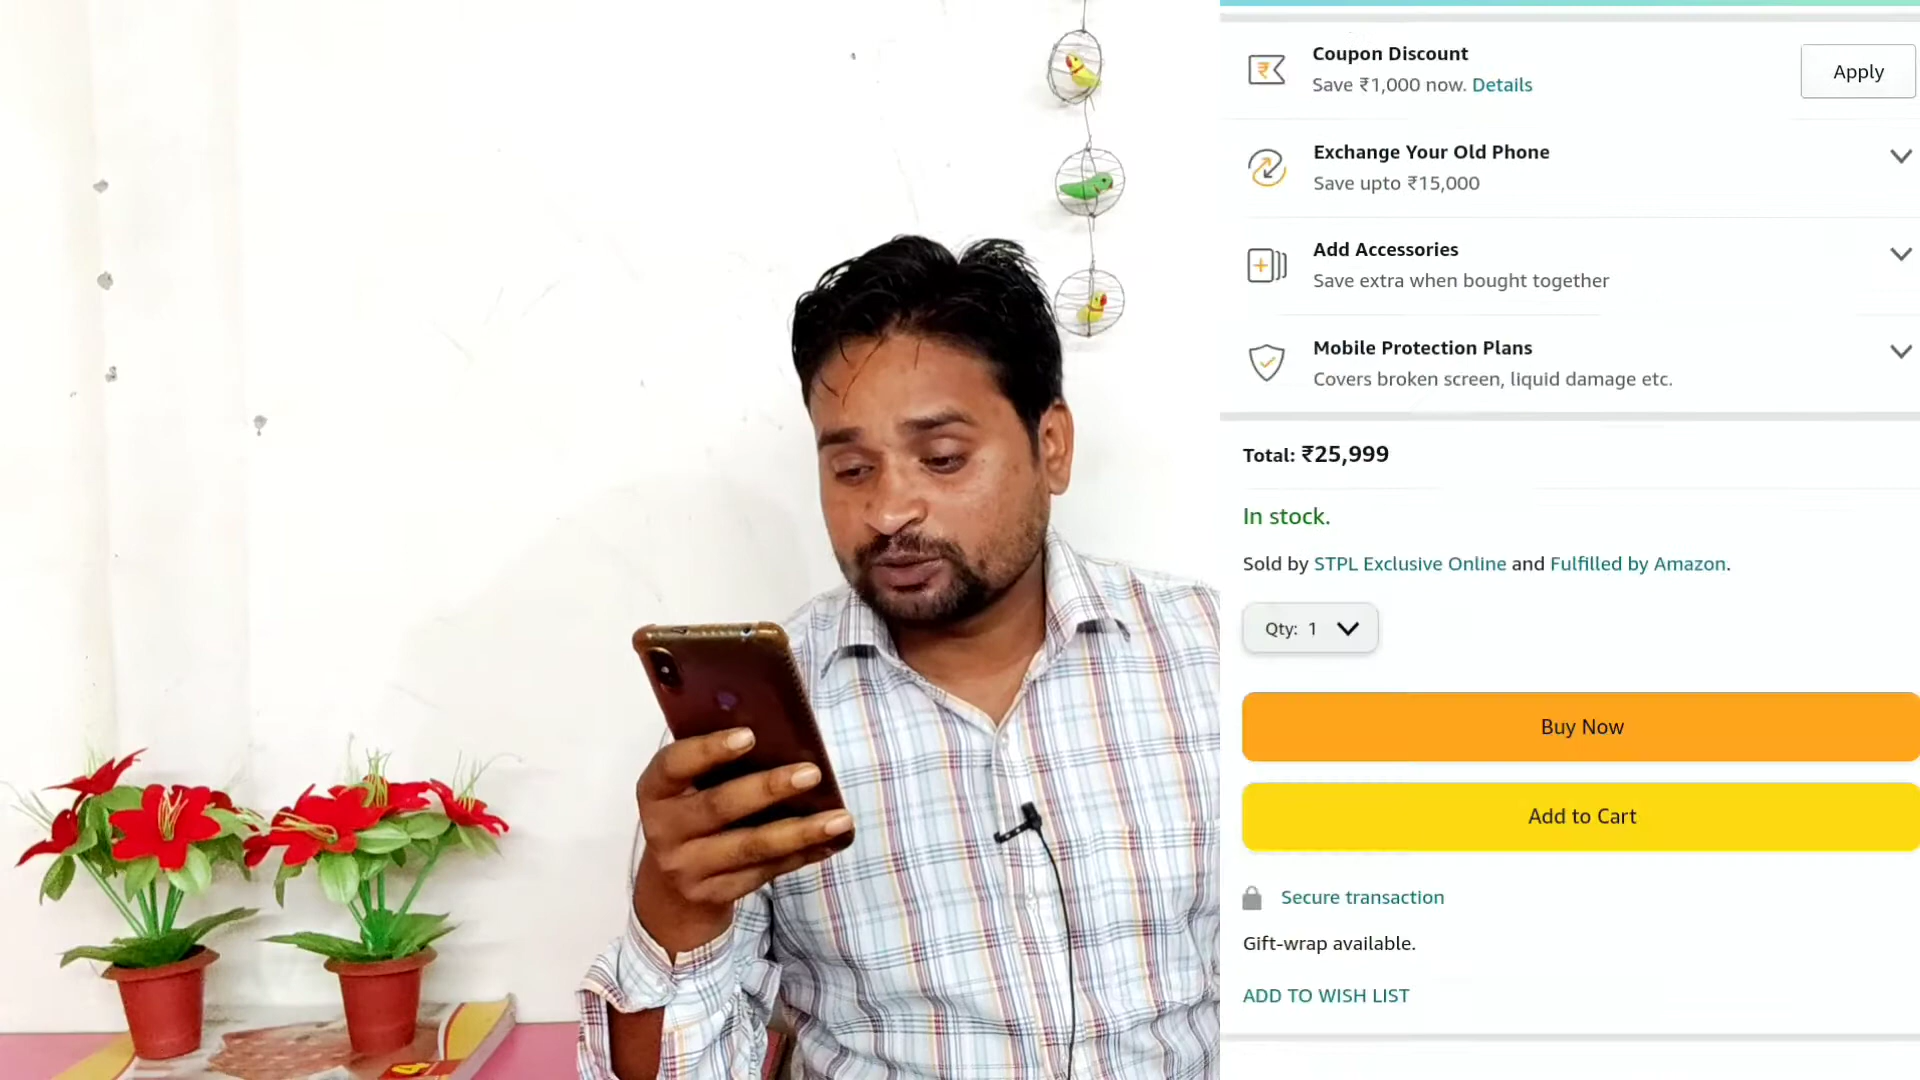 Coupon Discount
Save ₹1,000 now. Details
Apply
Exchange Your Old Phone
Save upto ₹15,000
Add Accessories
Save extra when bought together
Mobile Protection Plans
Covers broken screen, liquid damage etc.
Total: ₹25,999
In stock.
Sold by STPL Exclusive Online and Fulfilled by Amazon.
Qty: 1
Buy Now
Add to Cart
Secure transaction
Gift-wrap available.
ADD TO WISH LIST